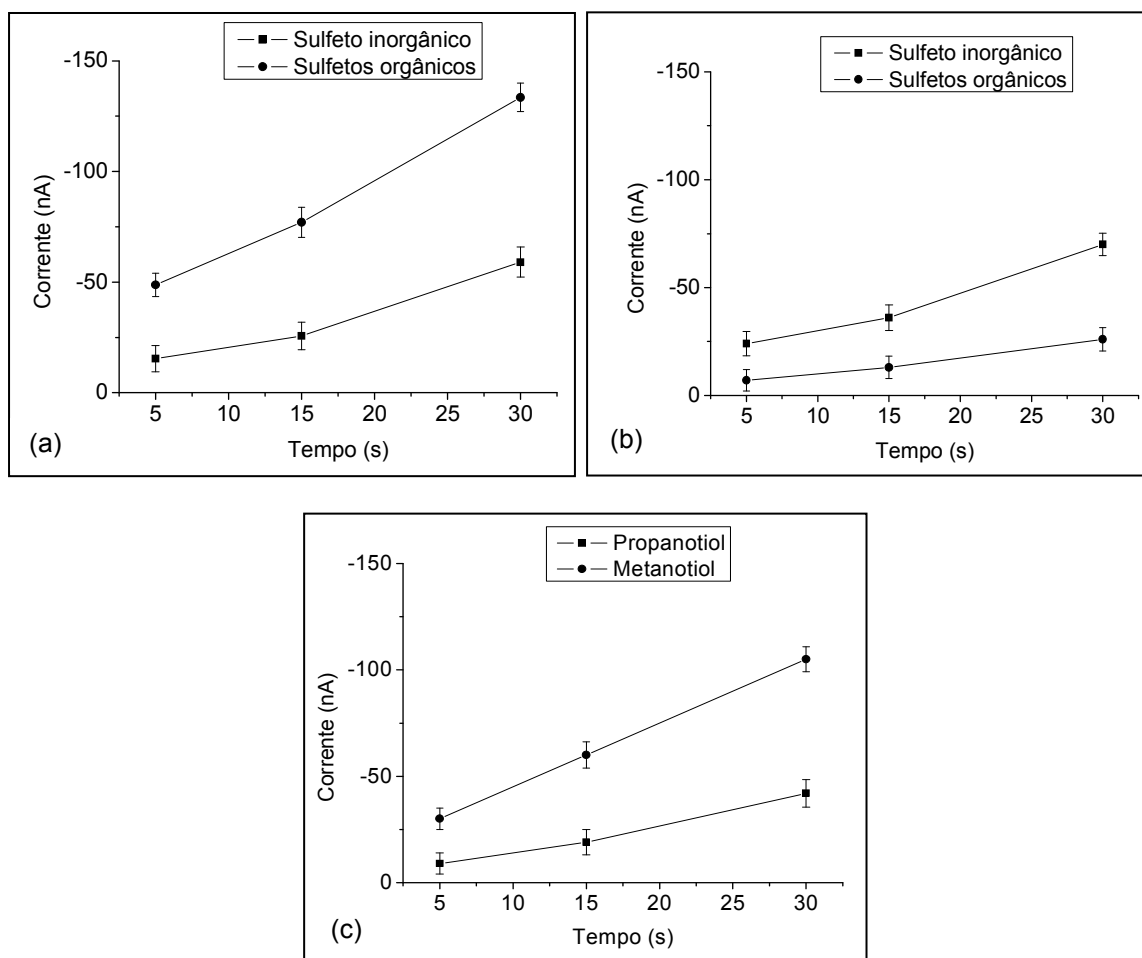 Sulfeto inorgânico
Sulfetos orgânicos
-150
-100
-50
0
Corrente (nA)
5 10 15 20 25 30
Tempo (s)
(a)
Sulfeto inorgânico
Sulfetos orgânicos
-150
-100
-50
0
Corrente (nA)
5 10 15 20 25 30
Tempo (s)
(b)
Propanotiol
Metanotiol
-150
-100
-50
0
Corrente (nA)
5 10 15 20 25 30
Tempo (s)
(c)